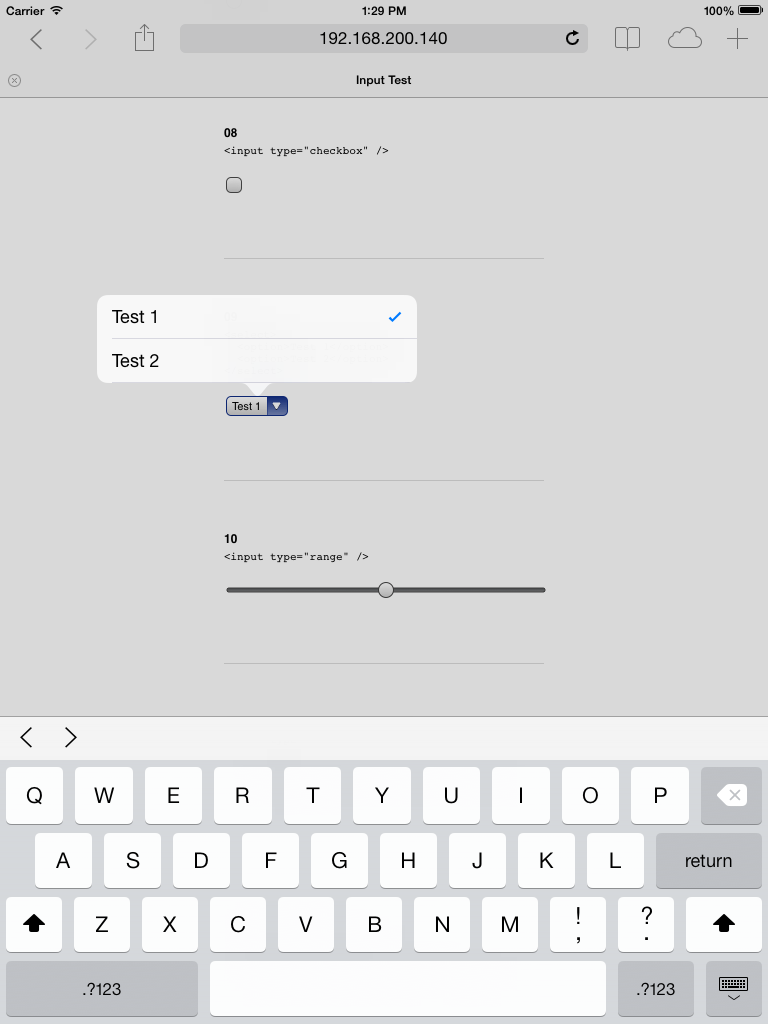 Carrier 1:29 PM 100%
192.168.200.140
Input Test
08
<input type="checkbox" />
Test 1
Test 2
Test 1
10
<input type="range" />
Q W E R T Y U I O P
A S D F G H J K L return
Z X C V B N M ! , ? .
.?123 .?123